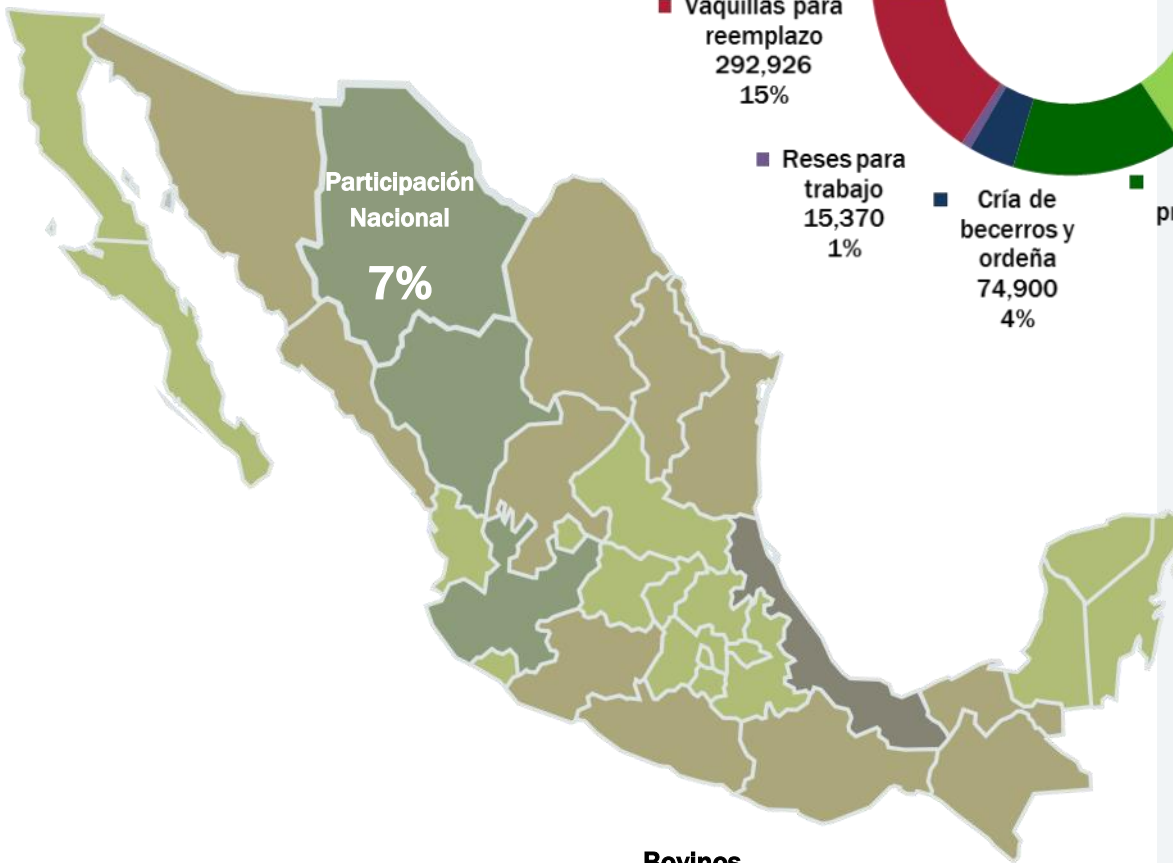 Vaquillas para
reemplazo
292,926
15%
Reses para
trabajo
15,370
1%
Cría de
becerros y
ordeña
74,900
4%
Participación
Nacional
7%
Bovinos